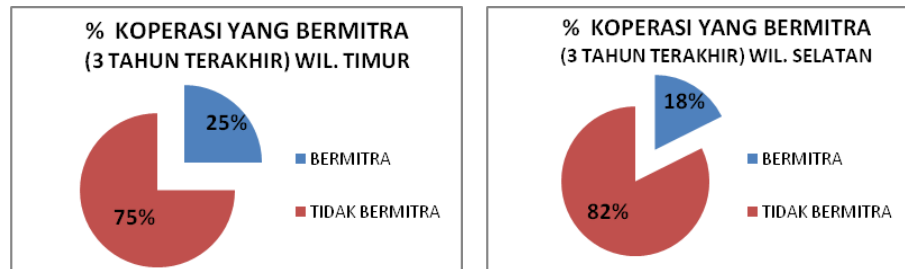 % KOPERASI YANG BERMITRA
(3 TAHUN TERAKHIR) WIL. TIMUR
25%
75%
BERMITRA
TIDAK BERMITRA
% KOPERASI YANG BERMITRA
(3 TAHUN TERAKHIR) WIL. SELATAN
18%
82%
BERMITRA
TIDAK BERMITRA